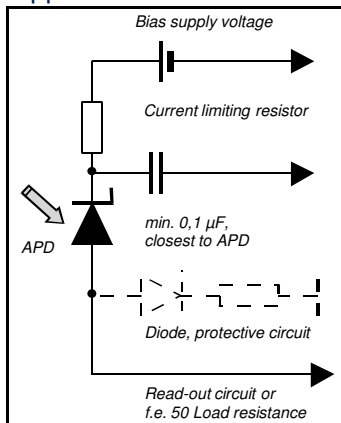 Bias supply voltage
Current limiting resistor
min. 0,1 µF,
closest to APD
APD
Diode, protective circuit
Read-out circuit or
f.e. 50 Load resistance